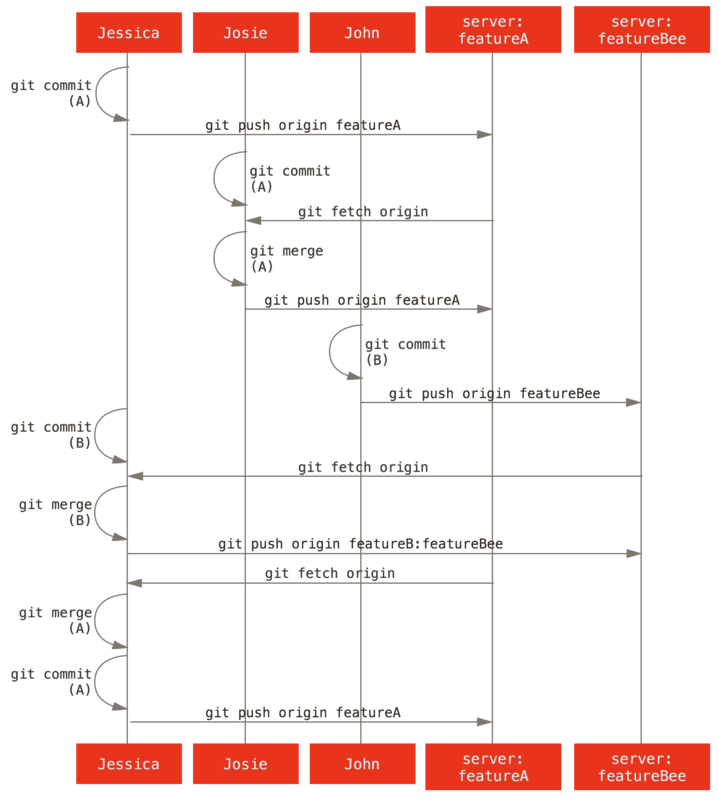 Jessica
Josie
John
server:
featureA
server:
featureBee
git commit
(A)
git push origin featureA
git commit
(A)
git fetch origin
git merge
(A)
git push origin featureA
git commit
(B)
git push origin featureBee
git commit
(B)
git fetch origin
git merge
(B)
git push origin featureB:featureBee
git fetch origin
git merge
(A)
git commit
(A)
git push origin featureA
Jessica
Josie
John
server:
featureA
server:
featureBee